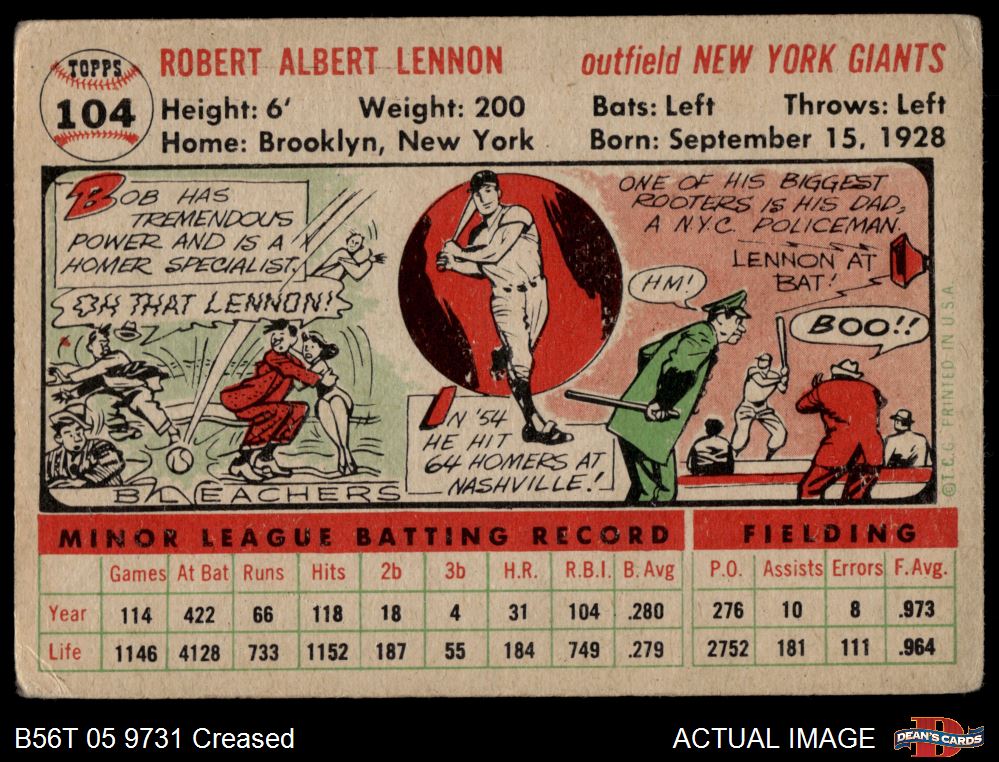 TOPPS
104
ROBERT ALBERT LENNON
outfield NEW YORK GIANTS
Height: 6' Weight: 200 Bats: Left Throws: Left
Home: Brooklyn, New York Born: September 15, 1928
BOB HAS
TREMENDOUS
POWER AND IS A
HOMER SPECIALIST.
OH THAT LENNON!
BLEACHERS
IN '54
HE HIT
64 HOMERS AT
NASHVILLE!
ONE OF HIS BIGGEST
ROOTERS IS HIS DAD,
A N.Y.C. POLICEMAN.
LENNON AT
BAT!
HM!
BOO!!
©T.C.G. PRINTED IN U.S.A.
MINOR LEAGUE BATTING RECORD FIELDING
Games At Bat Runs Hits 2b 3b H.R. R.B.I. B. Avg P.O. Assists Errors F. Avg.
Year 114 422 66 118 18 4 31 104 .280 276 10 8 .973
Life 1146 4128 733 1152 187 55 184 749 .279 2752 181 111 .964
B56T 05 9731 Creased
ACTUAL IMAGE
DEAN'S CARDS